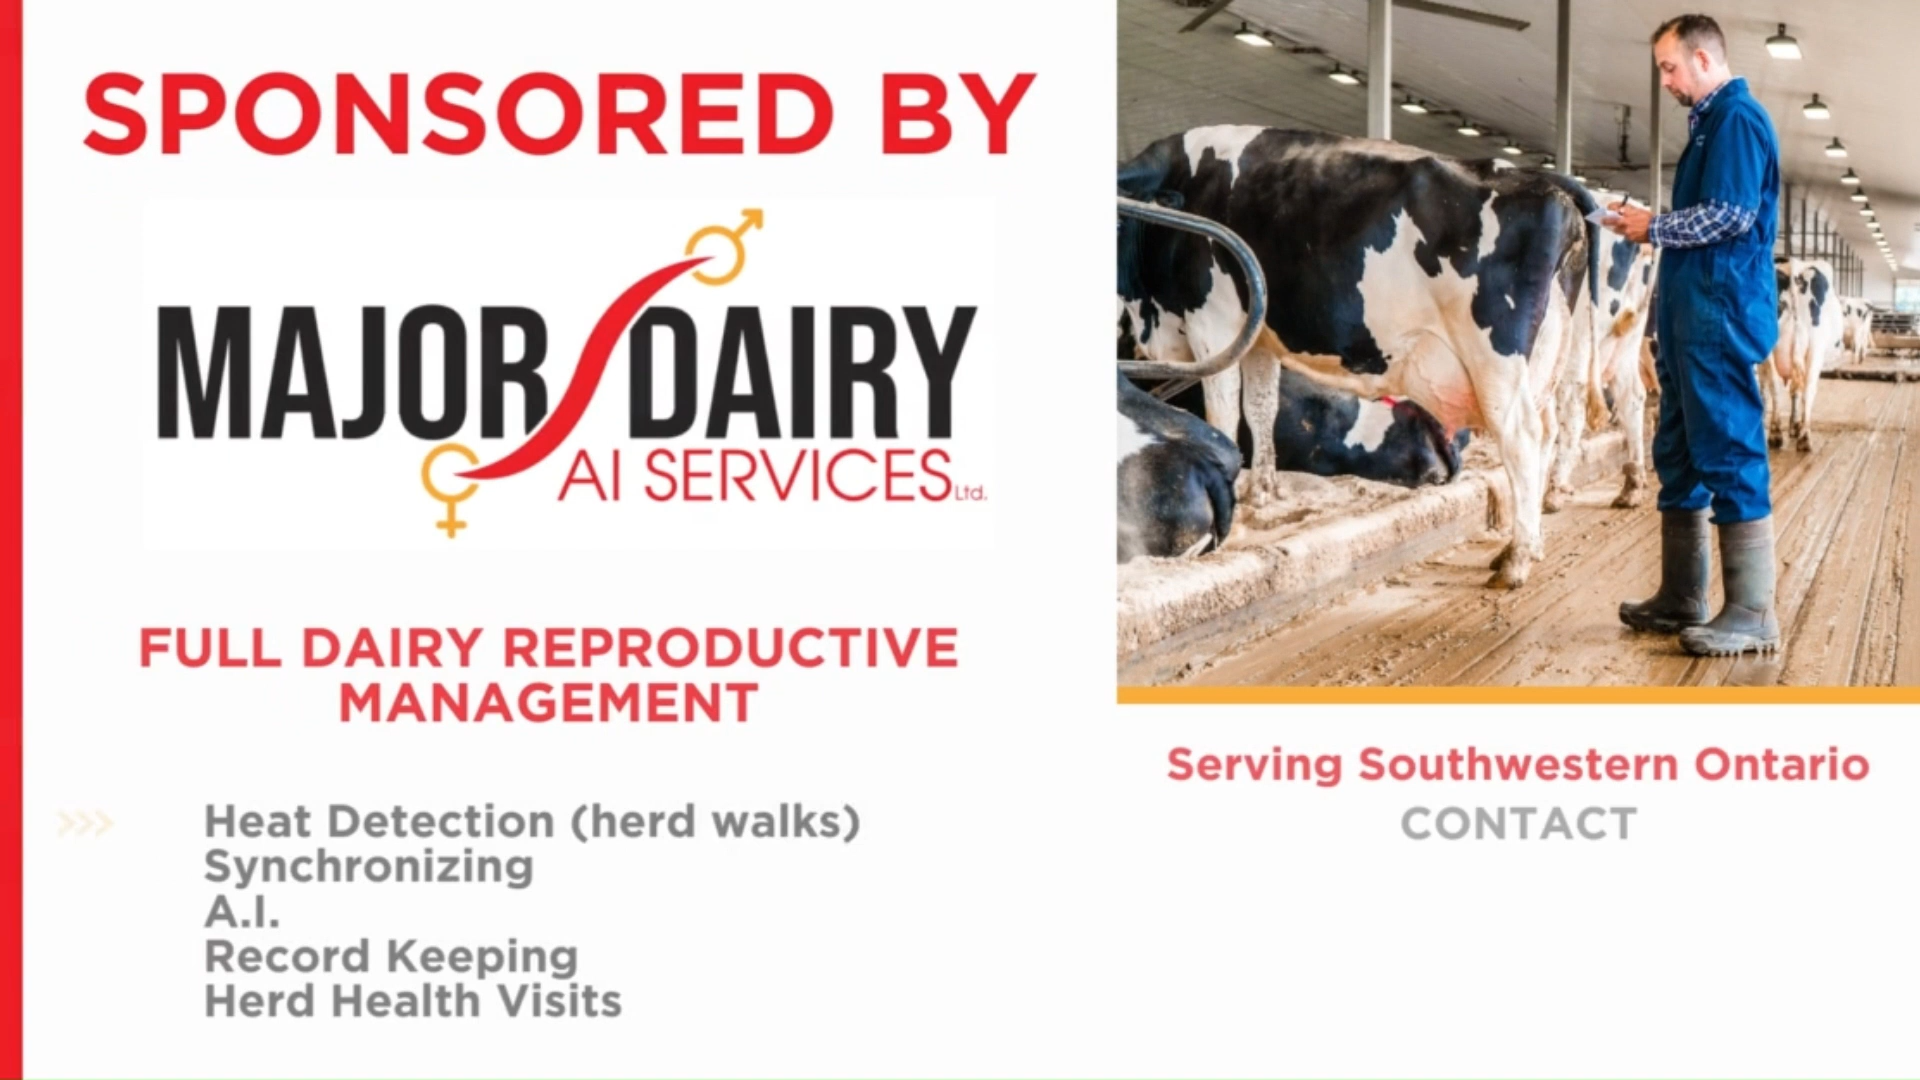 SPONSORED BY
MAJOR DAIRY
AI SERVICES Ltd.
FULL DAIRY REPRODUCTIVE
MANAGEMENT
Heat Detection (herd walks)
Synchronizing
A.I.
Record Keeping
Herd Health Visits
Serving Southwestern Ontario
CONTACT